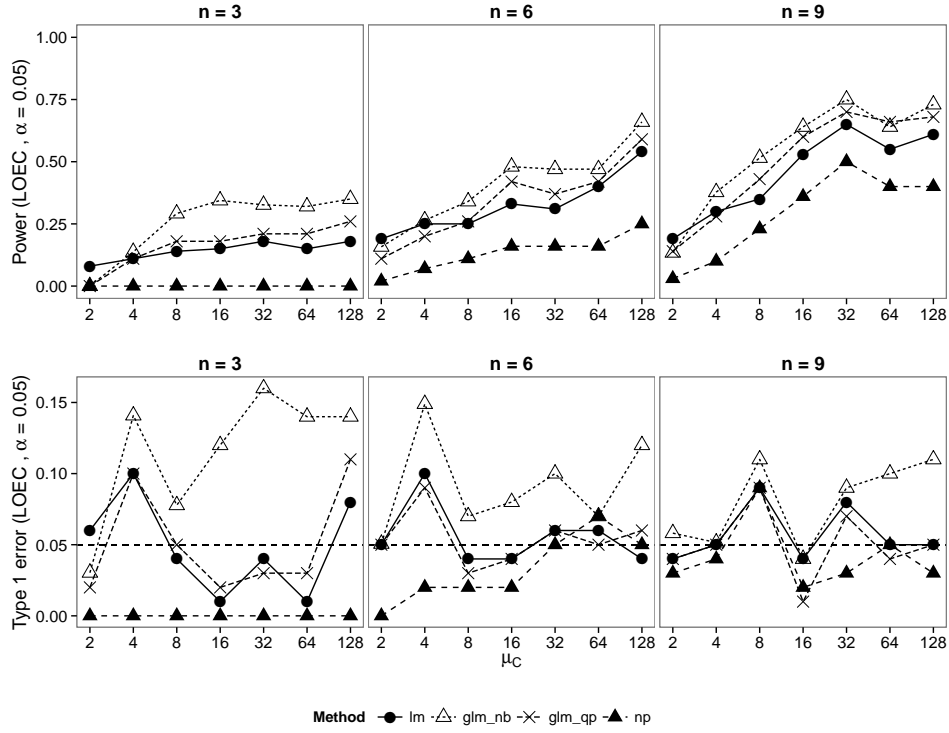 n = 3
n = 6
n = 9
Power (LOEC , α = 0.05)
1.00
0.75
0.50
0.25
0.00
2 4 8 16 32 64 128
2 4 8 16 32 64 128
2 4 8 16 32 64 128
n = 3
n = 6
n = 9
Type 1 error (LOEC , α = 0.05)
0.15
0.10
0.05
0.00
2 4 8 16 32 64 128
2 4 8 16 32 64 128
2 4 8 16 32 64 128
μC
Method lm glm_nb glm_qp np